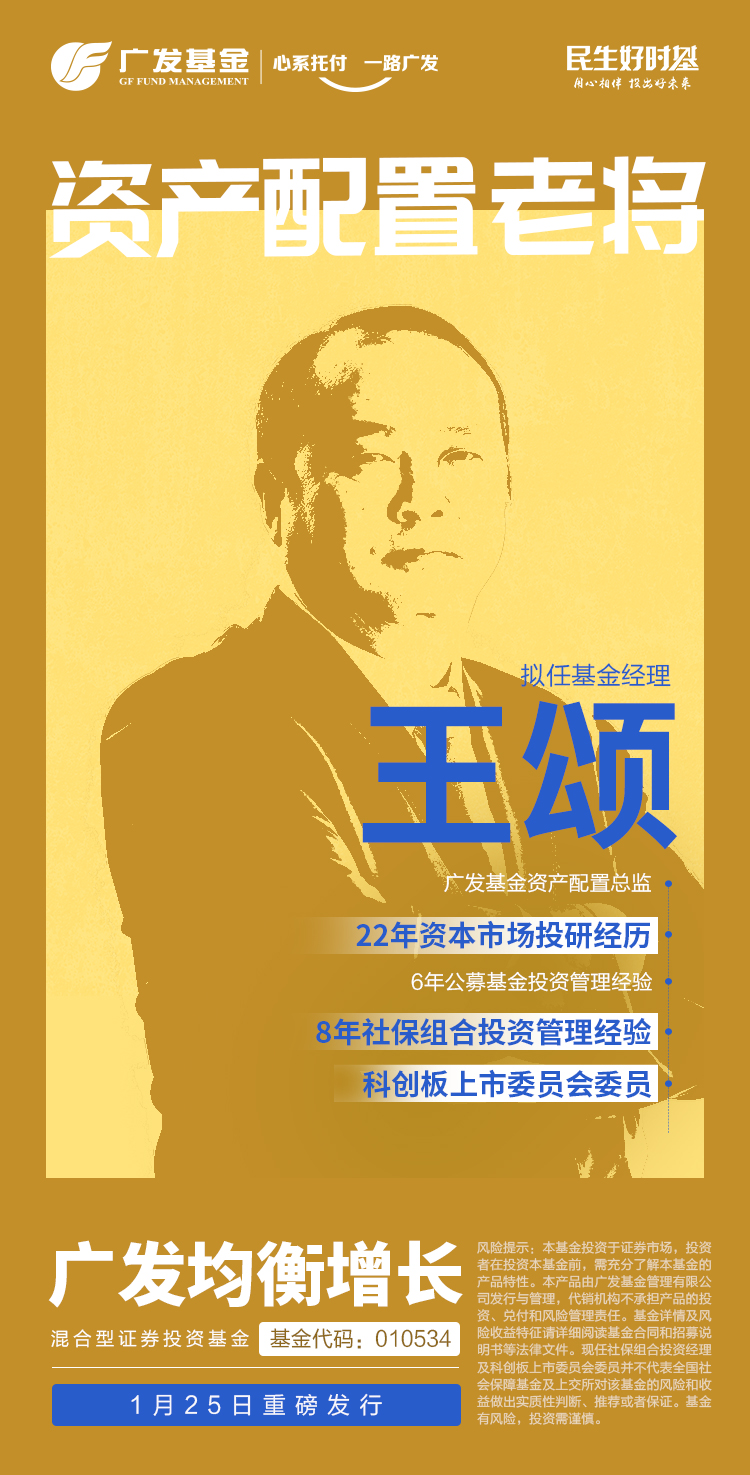 广发基金
GF FUND MANAGEMENT
心系托付 一路广发
民生好时基
用心相伴 投出好未来
资产配置老将
拟任基金经理
王颂
广发基金资产配置总监
22年资本市场投研经历
6年公募基金投资管理经验
8年社保组合投资管理经验
科创板上市委员会委员
广发均衡增长
混合型证券投资基金 基金代码：010534
1月25日重磅发行
风险提示：本基金投资于证券市场，投资
者在投资本基金前，需充分了解本基金的
产品特性。本产品由广发基金管理有限公
司发行与管理，代销机构不承担产品的投
资、兑付和风险管理责任。基金详情及风
险收益特征请详细阅读基金合同和招募说
明书等法律文件。现任社保组合投资经理
及科创板上市委员会委员并不代表全国社
会保障基金及上交所对该基金的风险和收
益做出实质性判断、推荐或者保证。基金
有风险，投资需谨慎。